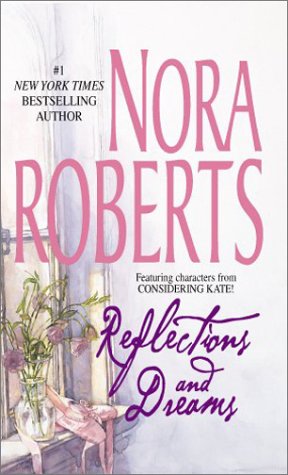 #1
NEW YORK TIMES
BESTSELLING
AUTHOR
NORA
ROBERTS
Featuring characters from
CONSIDERING KATE!
Reflections
and
Dreams